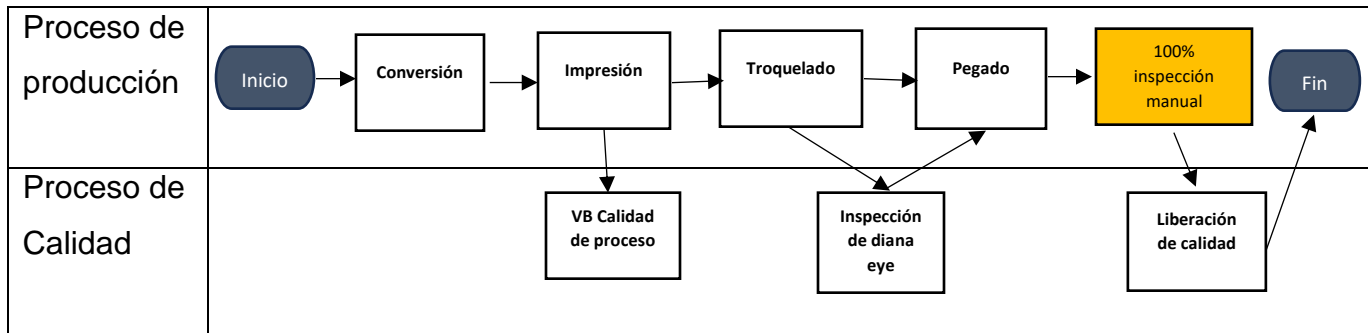 Proceso de
producción
Inicio
Conversión
Impresión
Troquelado
Pegado
100%
inspección
manual
Fin
Proceso de
Calidad
VB Calidad
de proceso
Inspección
de diana
eye
Liberación
de calidad